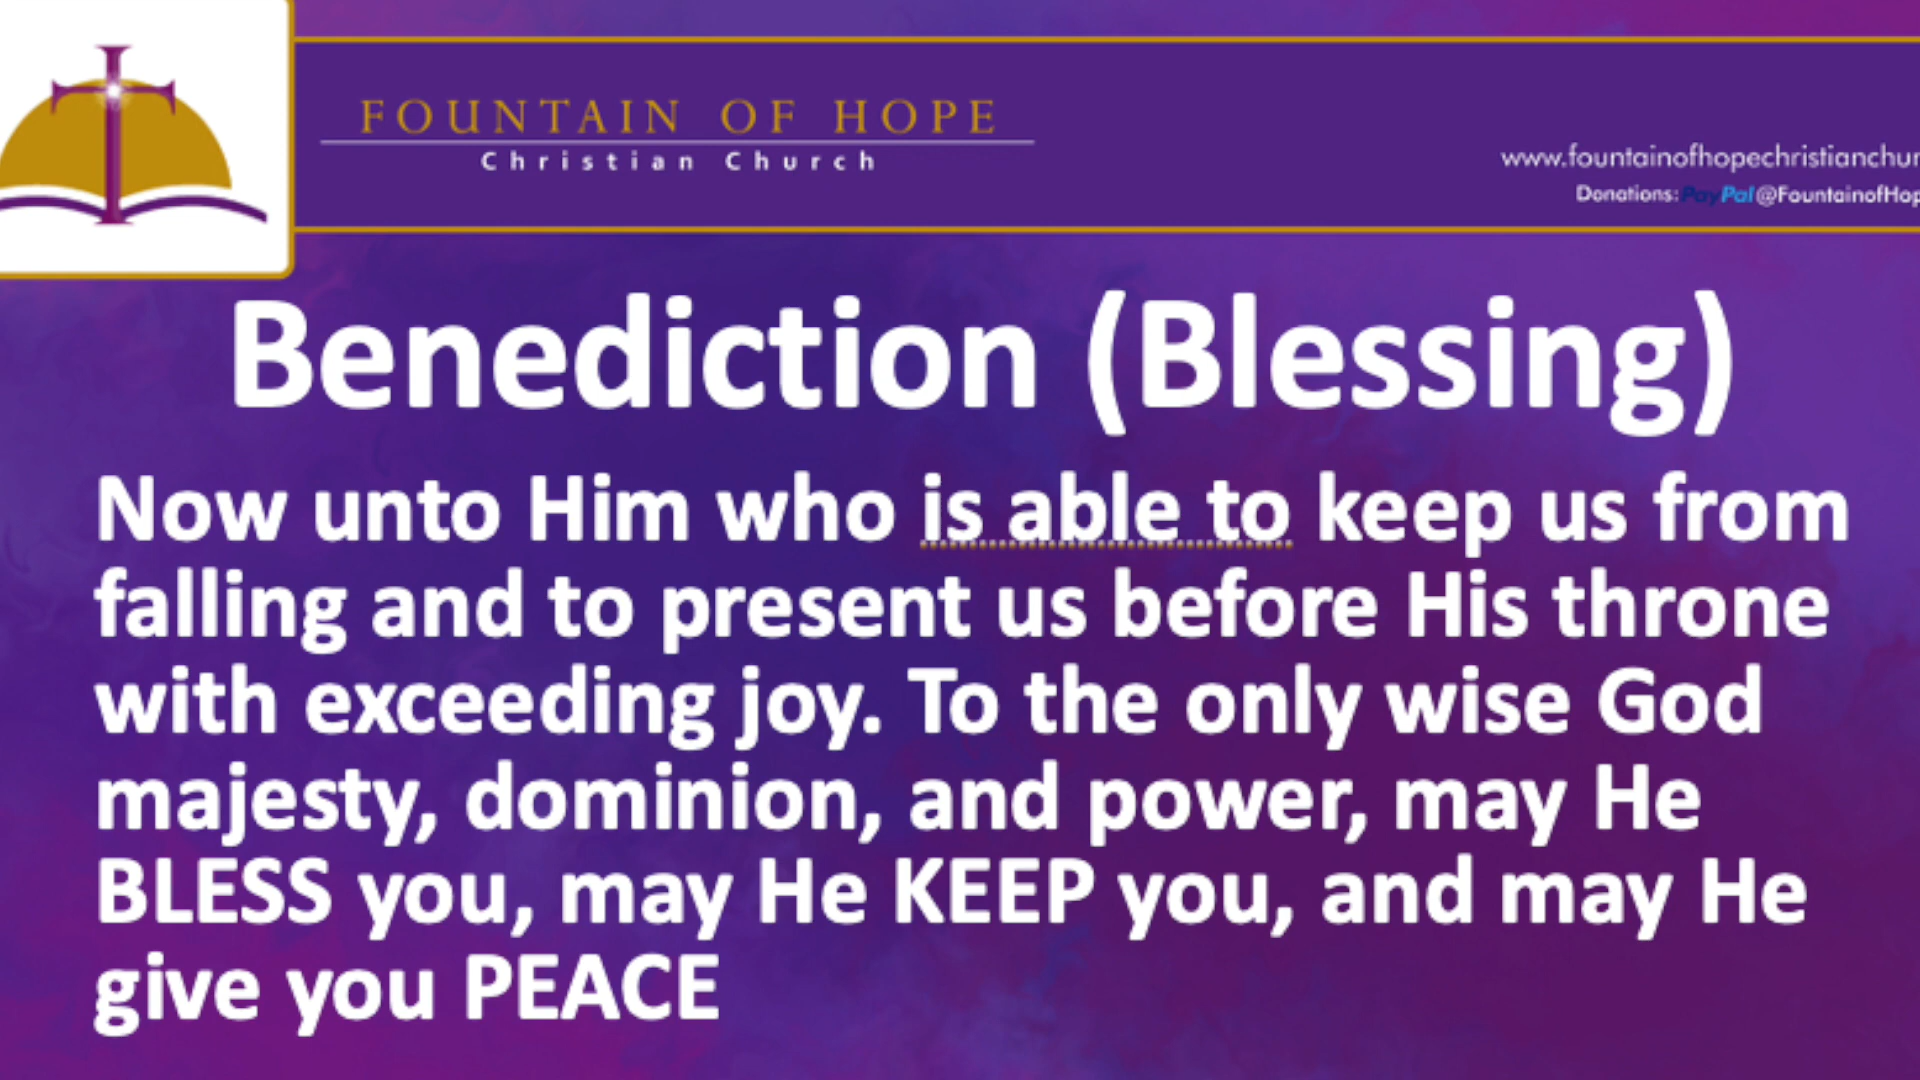 FOUNTAIN OF HOPE
Christian Church
www.fountainofhopechristianchur
Donations: PayPal @FountainofHop
Benediction (Blessing)
Now unto Him who is able to keep us from
falling and to present us before His throne
with exceeding joy. To the only wise God
majesty, dominion, and power, may He
BLESS you, may He KEEP you, and may He
give you PEACE